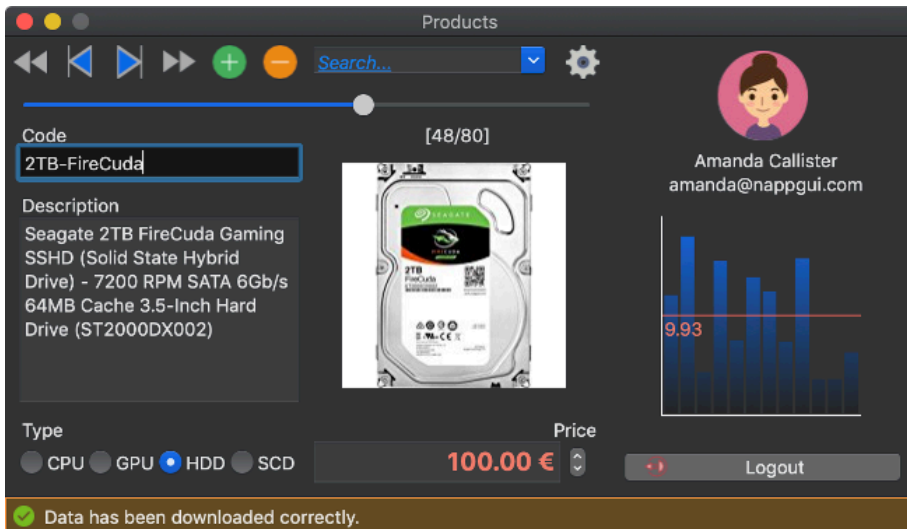 Products
Search...
Code
[48/80]
2TB-FireCuda
Amanda Callister
amanda@nappgui.com
Description
Seagate 2TB FireCuda Gaming
SSHD (Solid State Hybrid
Drive) - 7200 RPM SATA 6Gb/s
64MB Cache 3.5-Inch Hard
Drive (ST2000DX002)
SEAGATE
FIRECUDA
2TB
FireCuda
9.93
Type
Price
CPU GPU HDD SCD
100.00 €
Logout
Data has been downloaded correctly.